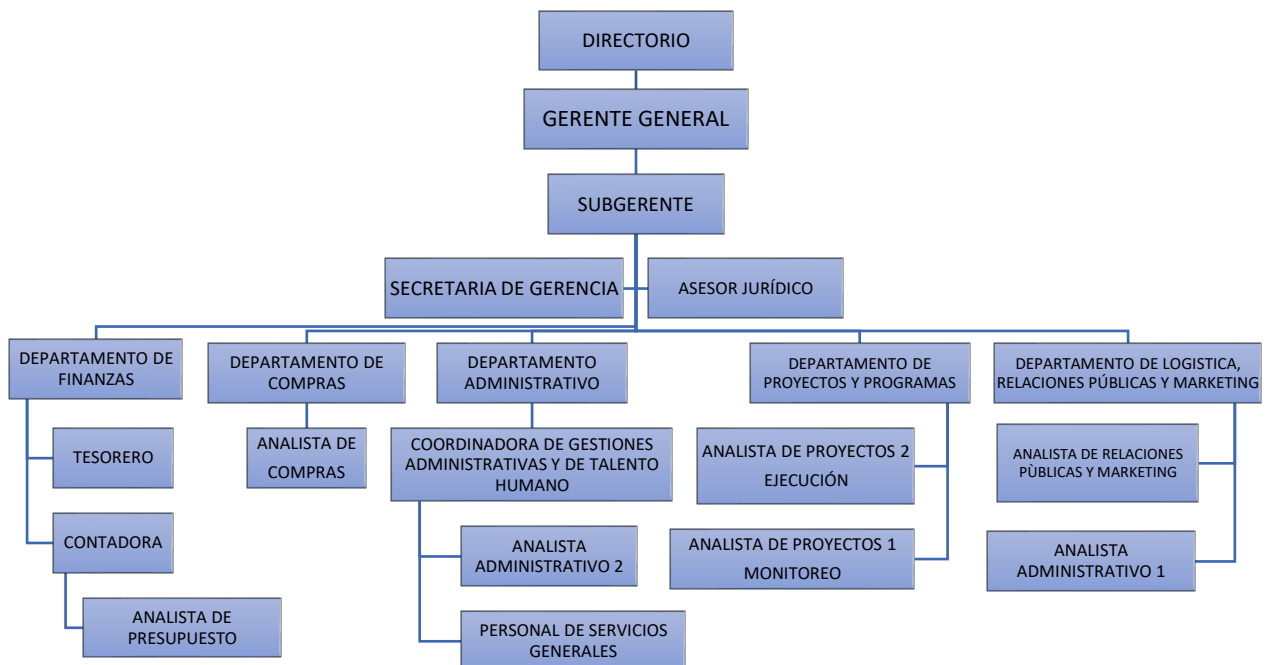 DIRECTORIO
GERENTE GENERAL
SUBGERENTE
SECRETARIA DE GERENCIA
ASESOR JURÍDICO
DEPARTAMENTO DE
FINANZAS
DEPARTAMENTO DE
COMPRAS
DEPARTAMENTO
ADMINISTRATIVO
DEPARTAMENTO DE
PROYECTOS Y PROGRAMAS
DEPARTAMENTO DE LOGISTICA,
RELACIONES PÚBLICAS Y MARKETING
TESORERO
ANALISTA DE
COMPRAS
COORDINADORA DE GESTIONES
ADMINISTRATIVAS Y DE TALENTO
HUMANO
ANALISTA DE PROYECTOS 2
EJECUCIÓN
ANALISTA DE RELACIONES
PÙBLICAS Y MARKETING
CONTADORA
ANALISTA
ADMINISTRATIVO 2
ANALISTA DE PROYECTOS 1
MONITOREO
ANALISTA
ADMINISTRATIVO 1
ANALISTA DE
PRESUPUESTO
PERSONAL DE SERVICIOS
GENERALES